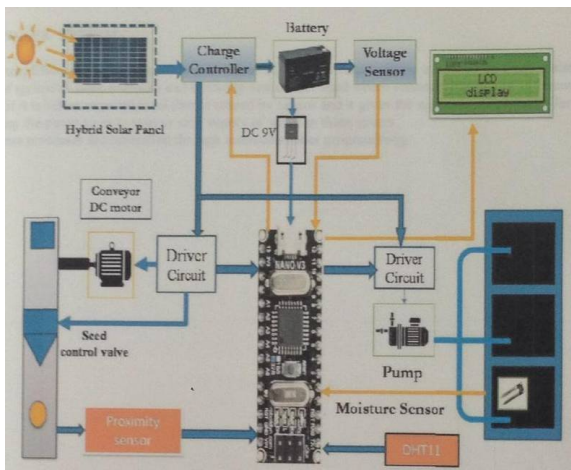 Battery
Charge
Controller
Voltage
Sensor
LCD
display
Hybrid Solar Panel
DC 9V
Conveyor
DC motor
Driver
Circuit
NANO-V3
Driver
Circuit
Seed
control valve
Pump
Moisture Sensor
Proximity
sensor
DHT11